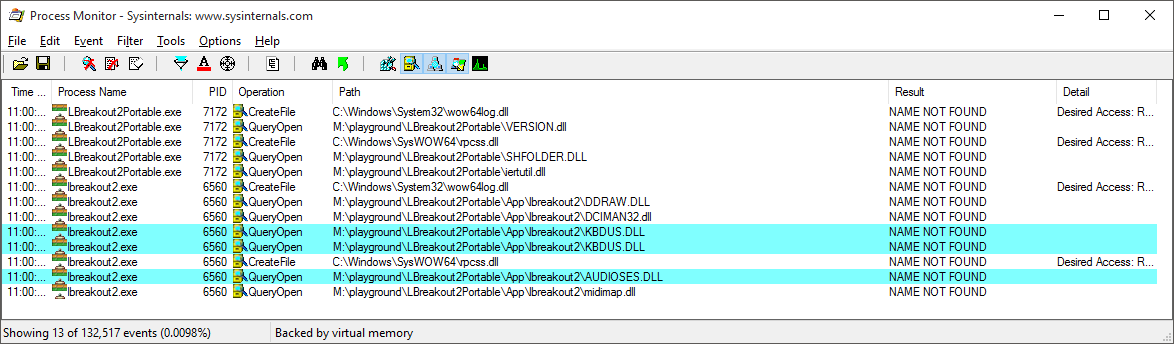 Process Monitor - Sysinternals: www.sysinternals.com
File Edit Event Filter Tools Options Help
Time ... Process Name PID Operation Path Result Detail
11:00:... LBreakout2Portable.exe 7172 CreateFile C:\Windows\System32\wow64log.dll NAME NOT FOUND Desired Access: R...
11:00:... LBreakout2Portable.exe 7172 QueryOpen M:\playground\LBreakout2Portable\VERSION.dll NAME NOT FOUND
11:00:... LBreakout2Portable.exe 7172 CreateFile C:\Windows\SysWOW64\rpcss.dll NAME NOT FOUND Desired Access: R...
11:00:... LBreakout2Portable.exe 7172 QueryOpen M:\playground\LBreakout2Portable\SHFOLDER.DLL NAME NOT FOUND
11:00:... LBreakout2Portable.exe 7172 QueryOpen M:\playground\LBreakout2Portable\iertutil.dll NAME NOT FOUND
11:00:... lbreakout2.exe 6560 CreateFile C:\Windows\System32\wow64log.dll NAME NOT FOUND Desired Access: R...
11:00:... lbreakout2.exe 6560 QueryOpen M:\playground\LBreakout2Portable\App\lbreakout2\DDRAW.DLL NAME NOT FOUND
11:00:... lbreakout2.exe 6560 QueryOpen M:\playground\LBreakout2Portable\App\lbreakout2\DCIMAN32.dll NAME NOT FOUND
11:00:... lbreakout2.exe 6560 QueryOpen M:\playground\LBreakout2Portable\App\lbreakout2\KBDUS.DLL NAME NOT FOUND
11:00:... lbreakout2.exe 6560 QueryOpen M:\playground\LBreakout2Portable\App\lbreakout2\KBDUS.DLL NAME NOT FOUND
11:00:... lbreakout2.exe 6560 CreateFile C:\Windows\SysWOW64\rpcss.dll NAME NOT FOUND Desired Access: R...
11:00:... lbreakout2.exe 6560 QueryOpen M:\playground\LBreakout2Portable\App\lbreakout2\AUDIOSES.DLL NAME NOT FOUND
11:00:... lbreakout2.exe 6560 QueryOpen M:\playground\LBreakout2Portable\App\lbreakout2\midimap.dll NAME NOT FOUND
Showing 13 of 132,517 events (0.0098%) Backed by virtual memory